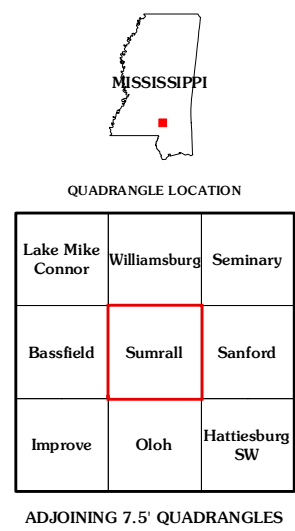 MISSISSIPPI
QUADRANGLE LOCATION
Lake Mike
Connor
Williamsburg
Seminary
Bassfield
Sumrall
Sanford
Improve
Oloh
Hattiesburg
SW
ADJOINING 7.5' QUADRANGLES